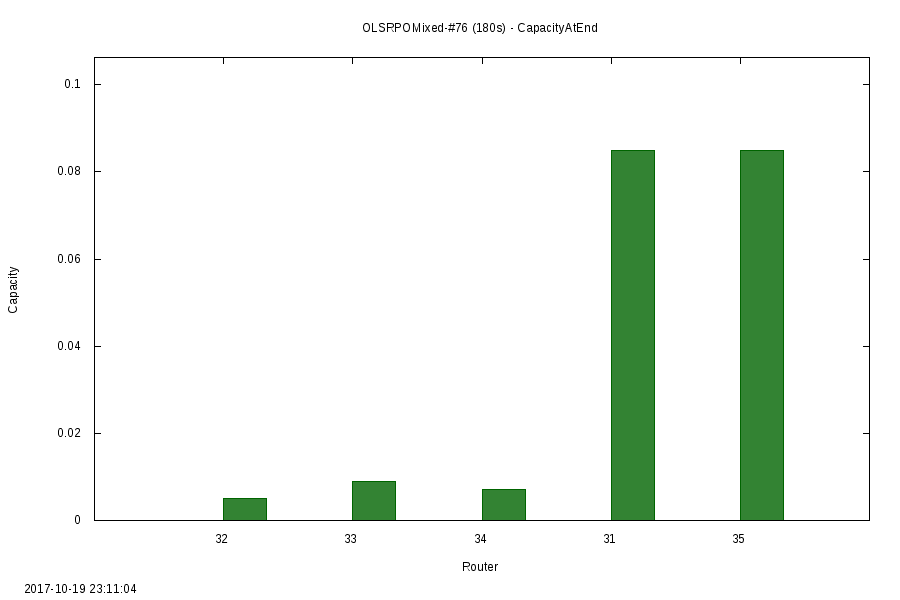 OLSRPOMixed-#76 (180s) - CapacityAtEnd
0.1
0.08
0.06
0.04
0.02
0
Capacity
32 33 34 31 35
Router
2017-10-19 23:11:04